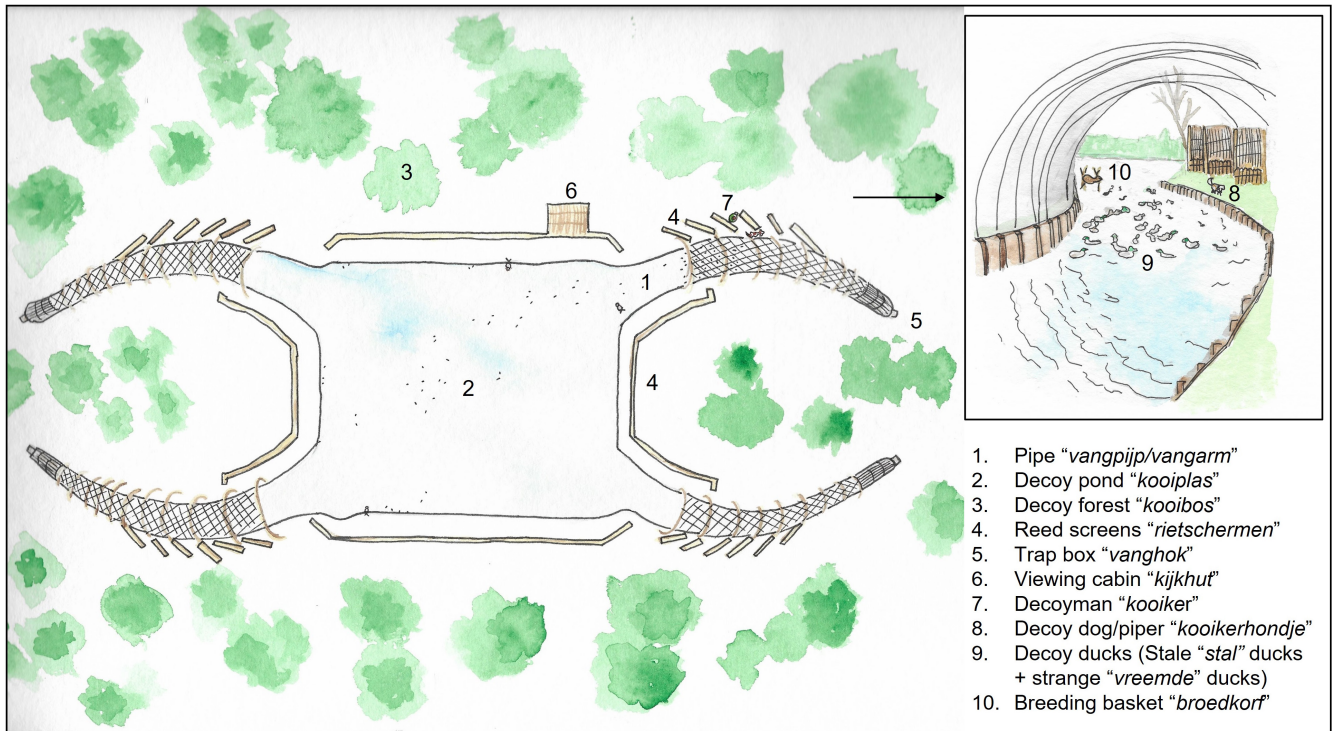 3
6
7
4
1
5
4
2
10
8
9
1. Pipe “vangpijp/vangarm”
2. Decoy pond “kooiplas”
3. Decoy forest “kooibos”
4. Reed screens “rietschermen”
5. Trap box “vanghok”
6. Viewing cabin “kijkhut”
7. Decoyman “kooiker”
8. Decoy dog/piper “kooikerhondje”
9. Decoy ducks (Stale “stal” ducks
+ strange “vreemde” ducks)
10. Breeding basket “broedkorf”